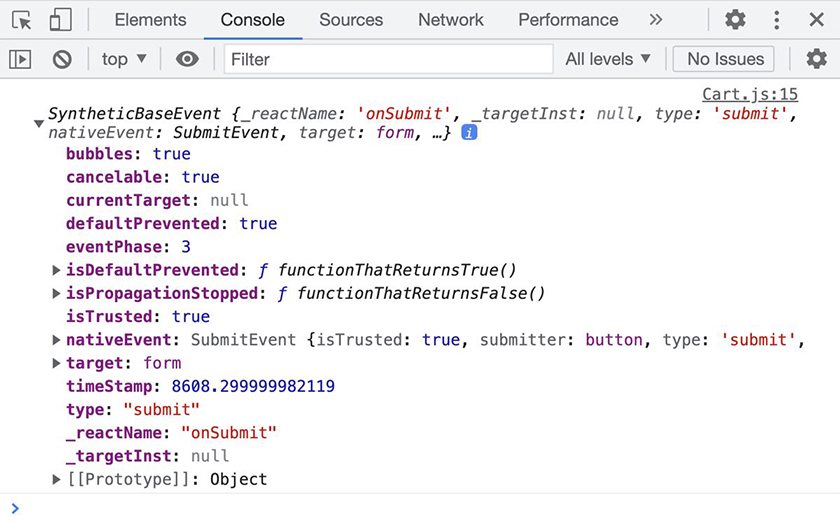 Elements Console Sources Network Performance »
top ▼ Filter All levels ▼ No Issues
Cart.js:15
▼ SyntheticBaseEvent {_reactName: 'onSubmit', _targetInst: null, type: 'submit',
nativeEvent: SubmitEvent, target: form, …} i
bubbles: true
cancelable: true
currentTarget: null
defaultPrevented: true
eventPhase: 3
▶ isDefaultPrevented: ƒ functionThatReturnsTrue()
▶ isPropagationStopped: ƒ functionThatReturnsFalse()
isTrusted: true
▶ nativeEvent: SubmitEvent {isTrusted: true, submitter: button, type: 'submit',
▶ target: form
timeStamp: 8608.299999982119
type: "submit"
_reactName: "onSubmit"
_targetInst: null
▶ [[Prototype]]: Object
>